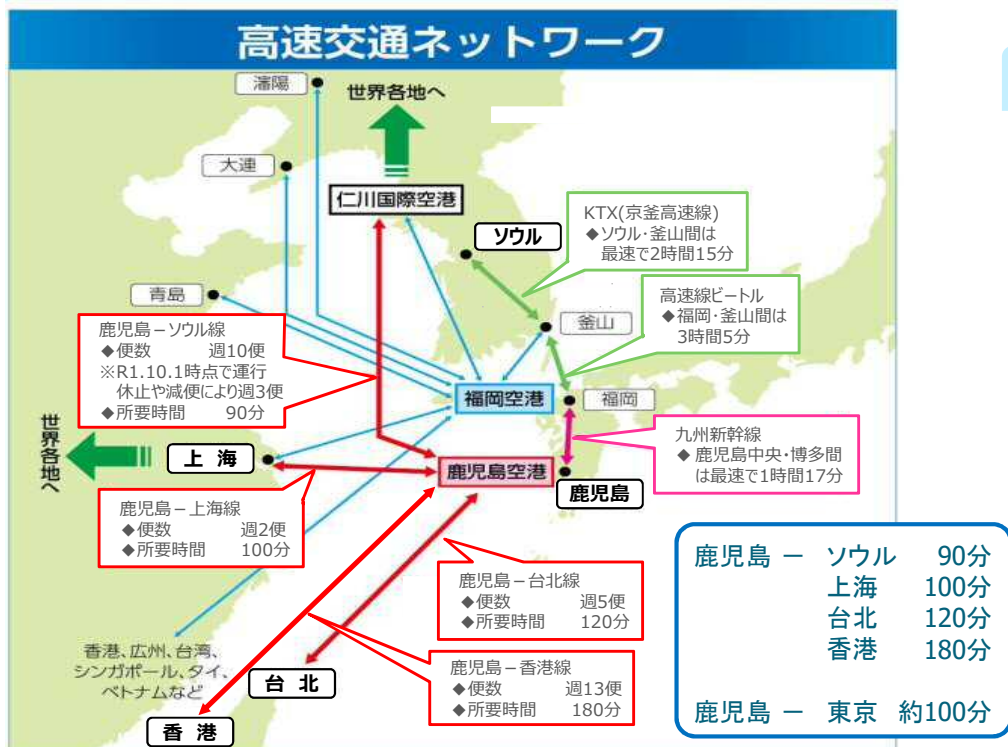 高速交通ネットワーク
瀋陽
世界各地へ
大連
仁川国際空港
ソウル
KTX(京釜高速線)
◆ソウル・釜山間は
最速で2時間15分
青島
釜山
高速線ビートル
◆福岡・釜山間は
3時間5分
鹿児島－ソウル線
◆便数　週10便
※R1.10.1時点で運行
休止や減便により週3便
◆所要時間　90分
福岡空港
福岡
世界各地へ
上 海
九州新幹線
◆ 鹿児島中央・博多間
は最速で1時間17分
鹿児島空港
鹿児島
鹿児島－上海線
◆便数　週2便
◆所要時間　100分
鹿児島－台北線
◆便数　週5便
◆所要時間　120分
鹿児島 － ソウル 90分
上海 100分
台北 120分
香港 180分
鹿児島 － 東京 約100分
香港、広州、台湾、
シンガポール、タイ、
ベトナムなど
台 北
鹿児島－香港線
◆便数　週13便
◆所要時間　180分
香 港